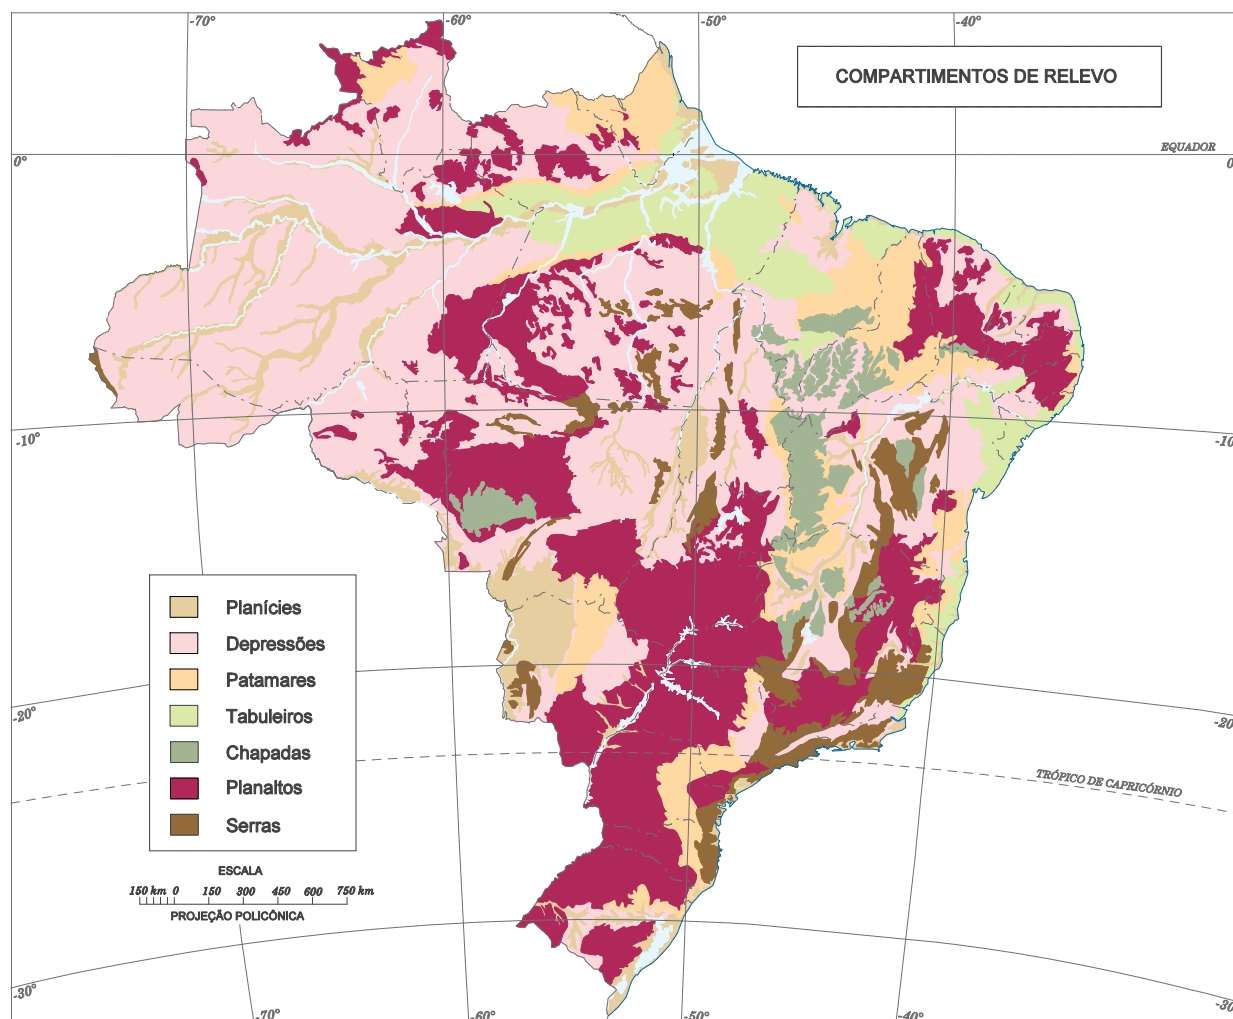 -70°
-60°
-50°
-40°
COMPARTIMENTOS DE RELEVO
EQUADOR
0°
0
-10°
-10
Planícies
Depressões
Patamares
Tabuleiros
Chapadas
Planaltos
Serras
-20°
-20
TRÓPICO DE CAPRICÓRNIO
ESCALA
150 km 0 150 300 450 600 750 km
PROJEÇÃO POLICÔNICA
-30°
-30
-70°
-60°
-50°
-40°